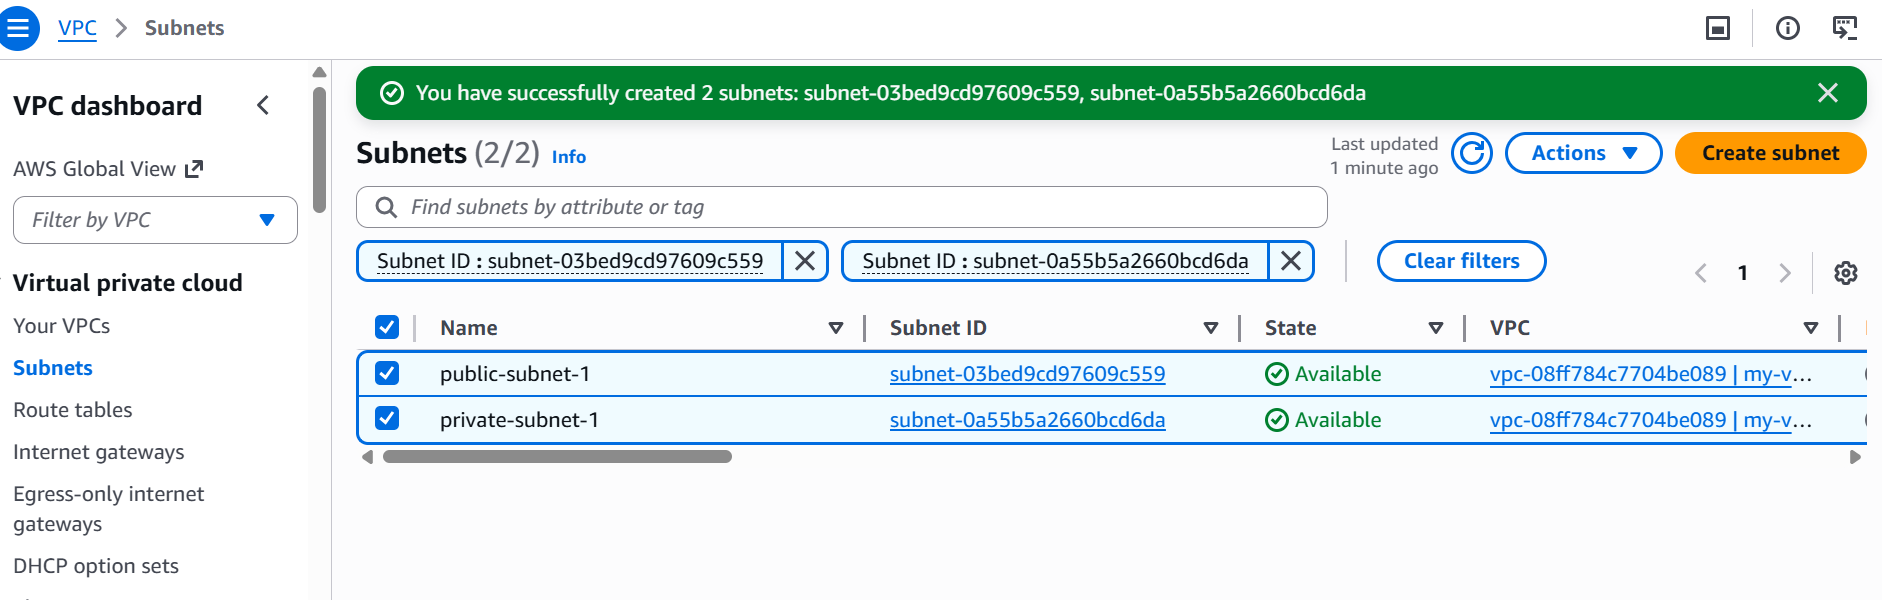 VPC > Subnets
VPC dashboard
AWS Global View
Filter by VPC
Virtual private cloud
Your VPCs
Subnets
Route tables
Internet gateways
Egress-only internet
gateways
DHCP option sets
You have successfully created 2 subnets: subnet-03bed9cd97609c559, subnet-0a55b5a2660bcd6da
Subnets (2/2) Info
Last updated
1 minute ago
Actions
Create subnet
Find subnets by attribute or tag
Subnet ID : subnet-03bed9cd97609c559
Subnet ID : subnet-0a55b5a2660bcd6da
Clear filters
1
Name Subnet ID State VPC
public-subnet-1 subnet-03bed9cd97609c559 Available vpc-08ff784c7704be089 | my-v...
private-subnet-1 subnet-0a55b5a2660bcd6da Available vpc-08ff784c7704be089 | my-v...